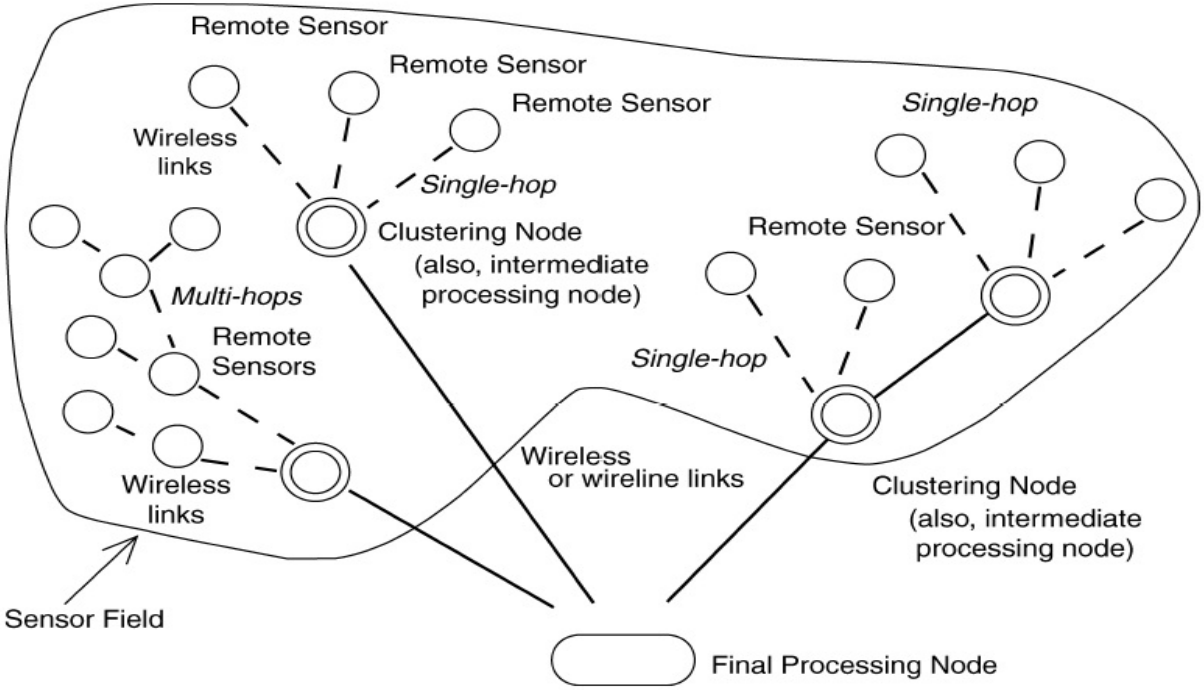 Remote Sensor
Remote Sensor
Remote Sensor
Single-hop
Wireless
links
Single-hop
Clustering Node
(also, intermediate
processing node)
Remote Sensor
Multi-hops
Remote
Sensors
Single-hop
Wireless
or wireline links
Wireless
links
Clustering Node
(also, intermediate
processing node)
Sensor Field
Final Processing Node